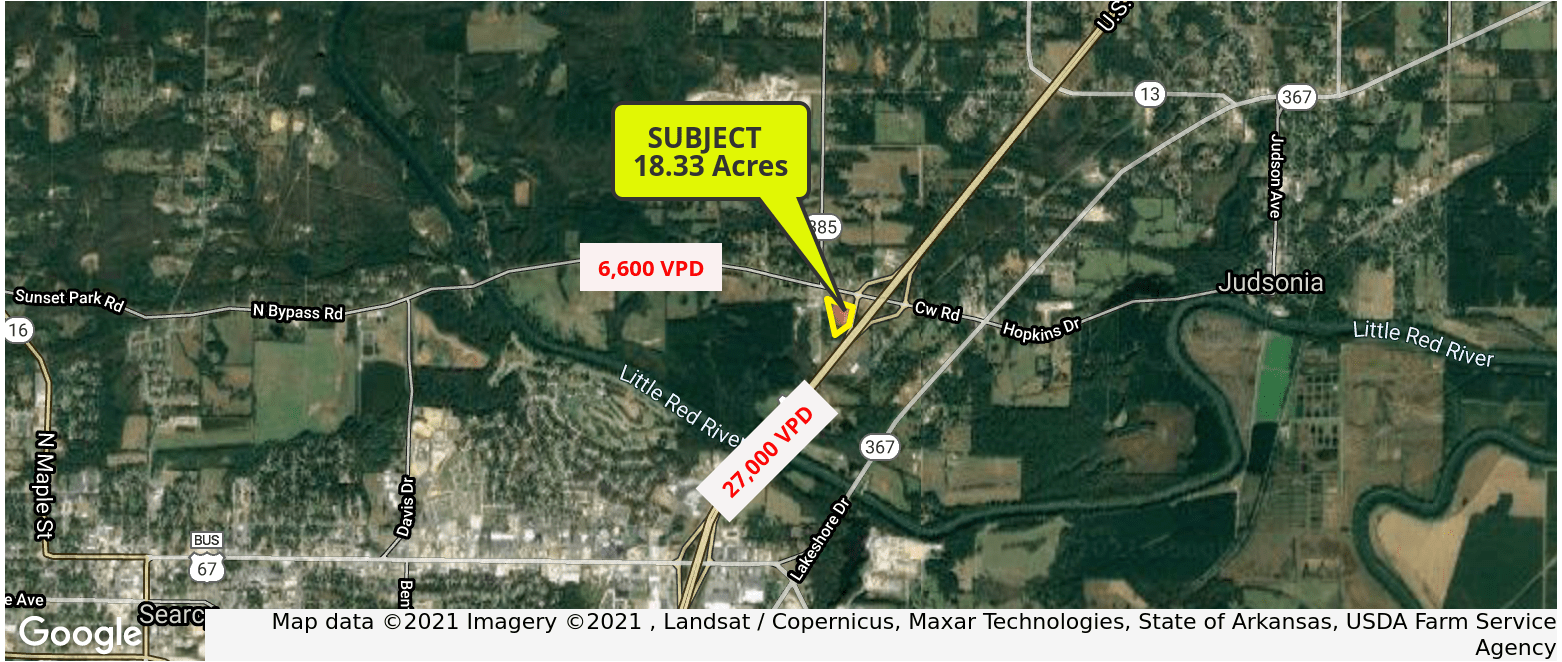 U.S.
13
367
SUBJECT
18.33 Acres
Judson Ave
385
6,600 VPD
Judsonia
Sunset Park Rd
N Bypass Rd
Cw Rd
Hopkins Dr
16
Little Red River
Little Red River
27,000 VPD
N Maple St
367
Davis Dr
Lakeshore Dr
BUS
67
Ben
e Ave
Searc
Google
Map data ©2021 Imagery ©2021 , Landsat / Copernicus, Maxar Technologies, State of Arkansas, USDA Farm Service
Agency